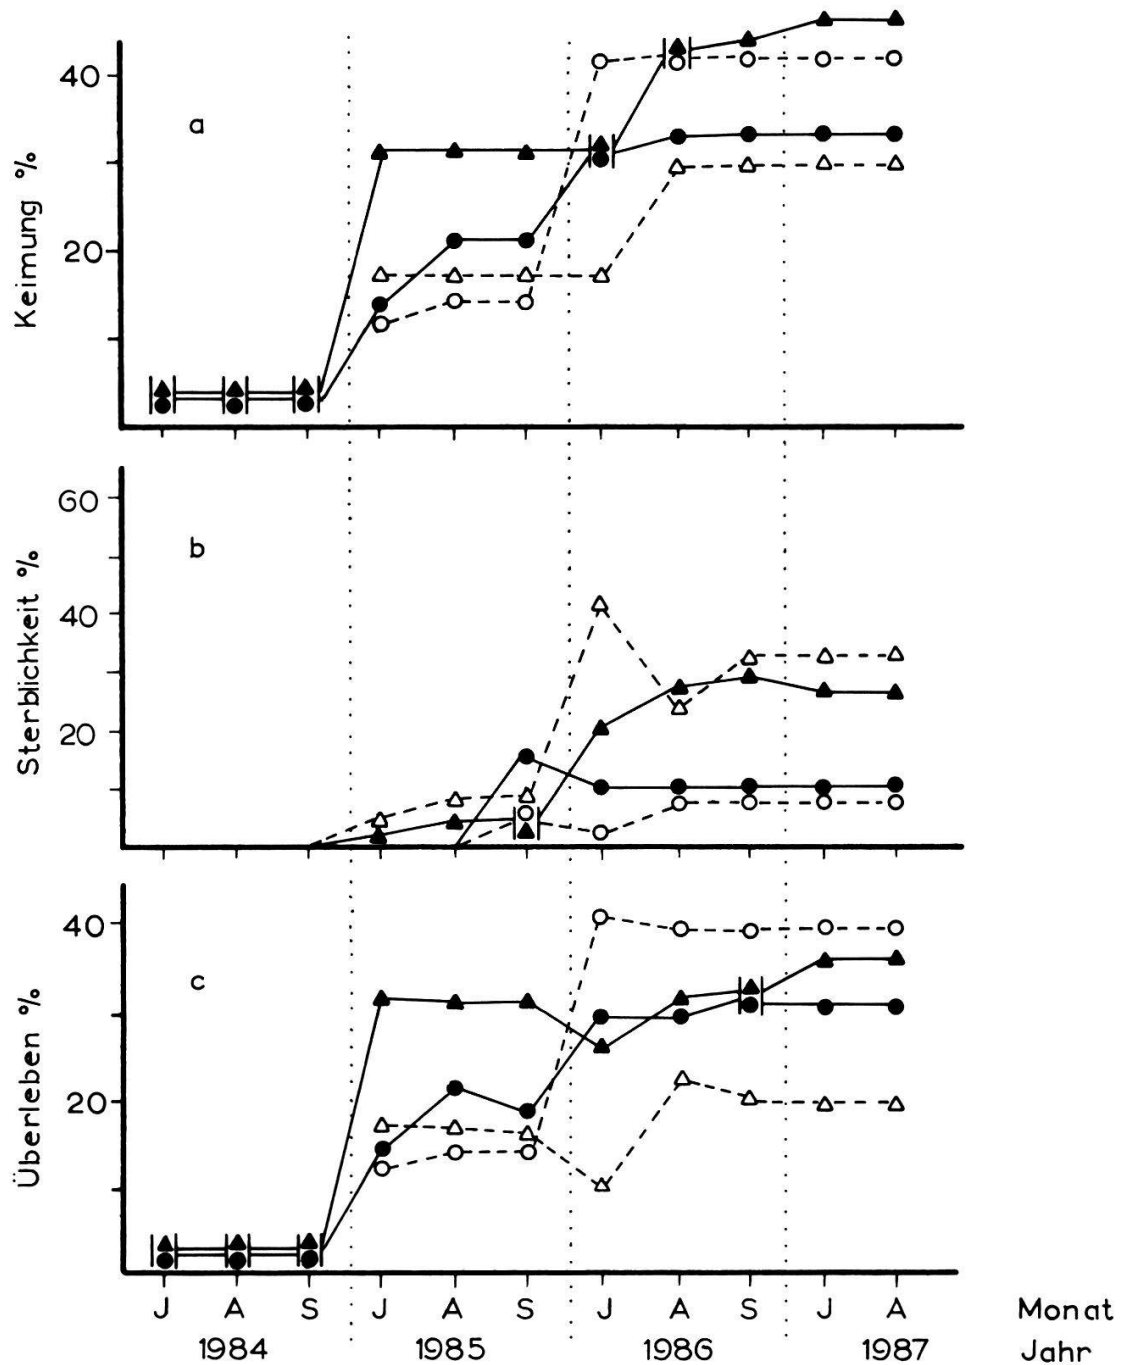 40
a
20
Keimung %
60
b
40
20
Sterblichkeit %
40
c
20
Überleben %
J A S J A S J A S J A Monat
1984 1985 1986 1987 Jahr